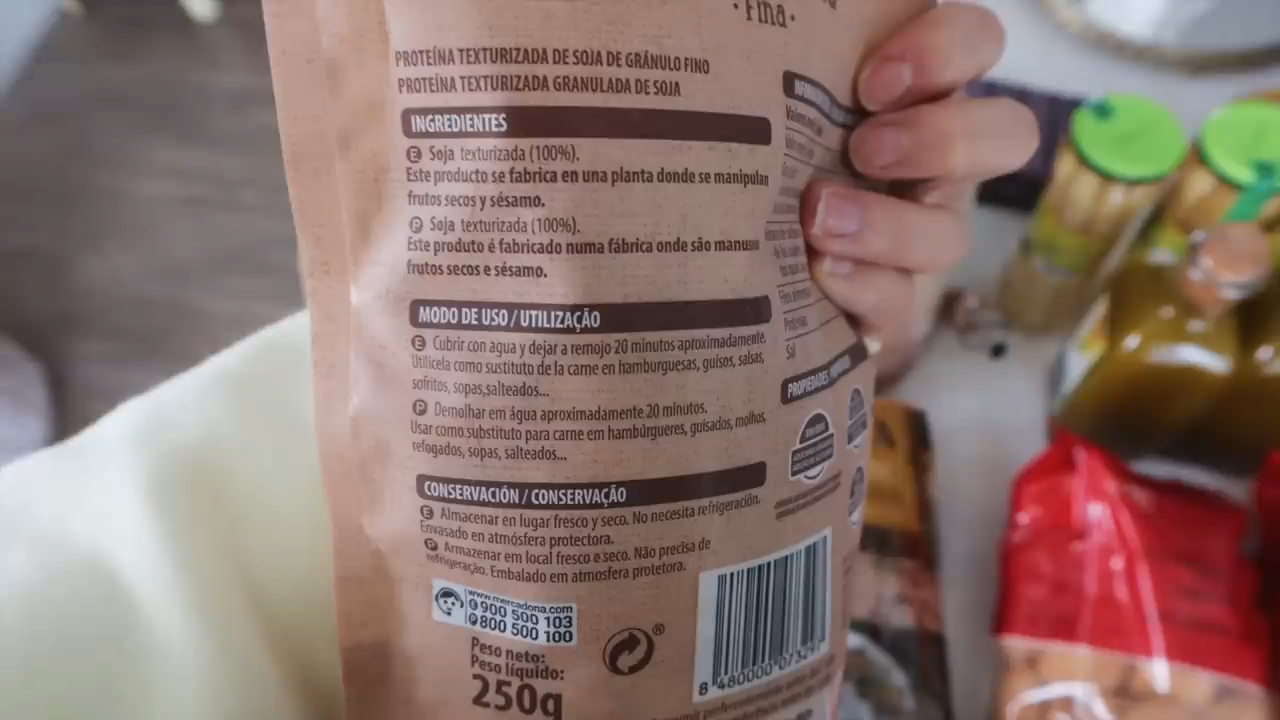 • Fina •
PROTEÍNA TEXTURIZADA DE SOJA DE GRÁNULO FINO
PROTEÍNA TEXTURIZADA GRANULADA DE SOJA
INGREDIENTES
E Soja texturizada (100%).
Este producto se fabrica en una planta donde se manipulan
frutos secos y sésamo.
P Soja texturizada (100%).
Este produto é fabricado numa fábrica onde são
frutos secos e sésamo.
MODO DE USO / UTILIZAÇÃO
E Cubrir con agua y dejar a remojo 20 minutos aproximadamente.
Utilícela como sustituto de la carne en hamburguesas, guisos, salsas,
sofritos, sopas,salteados...
P Demolhar em água aproximadamente 20 minutos.
Usar como substituto para carne em hambúrgueres, guisados, molhos,
refogados, sopas, salteados...
CONSERVACIÓN / CONSERVAÇÃO
E Almacenar en lugar fresco y seco. No necesita refrigeración.
Envasado en atmósfera protectora.
P Armazenar em local fresco e seco. Não precisa de
refrigeração. Embalado em atmosfera protetora.
www.mercadona.com
E 900 500 103
P 800 500 100
Peso neto:
Peso líquido:
250g
®
8 480000 07329
Fibra
Proteínas
Sal
PROPIEDADES
preferentemente